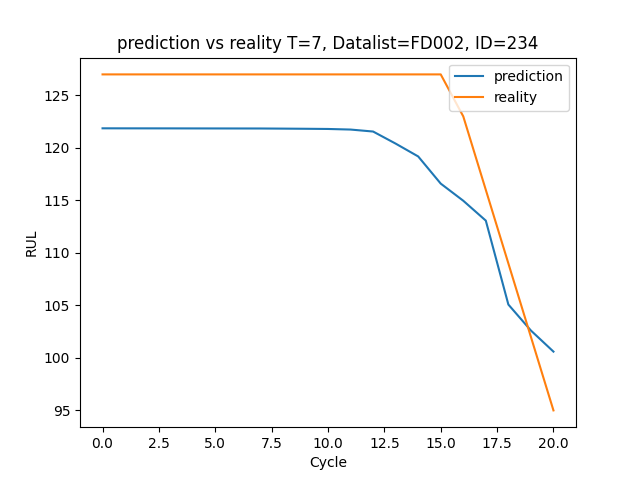 prediction vs reality T=7, Datalist=FD002, ID=234
prediction
reality
125
120
115
110
105
100
95
RUL
0.0 2.5 5.0 7.5 10.0 12.5 15.0 17.5 20.0
Cycle